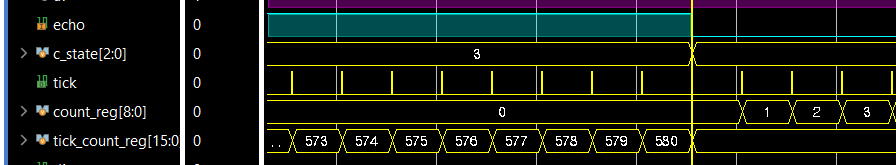 echo 0
c_state[2:0] 0 3
tick 0
count_reg[8:0] 0 0 1 2 3
tick_count_reg[15:0 0 .. 573 574 575 576 577 578 579 580